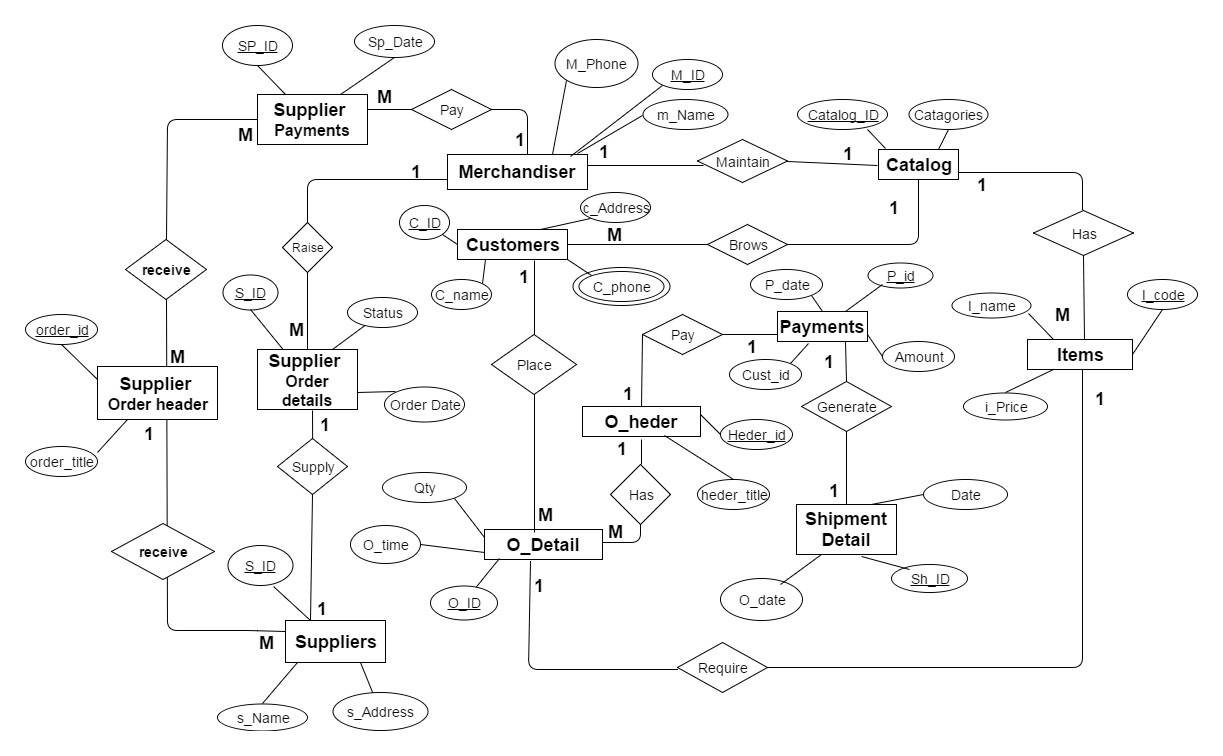 SP_ID
Sp_Date
M_Phone
M_ID
m_Name
Catalog_ID
Catagories
Supplier
Payments
M
Pay
M
1
1
Merchandiser
1
Maintain
1
Catalog
1
1
Raise
C_ID
c_Address
Customers
M
Brows
Has
receive
1
C_name
C_phone
P_date
P_id
S_ID
Status
I_name
I_code
order_id
M
M
Payments
M
Pay
1
1
Items
Supplier
Order header
Supplier
Order
details
Place
Cust_id
Amount
1
1
i_Price
Order Date
Generate
1
1
O_heder
1
Heder_id
order_title
Supply
Qty
Has
heder_title
1
Date
M
M
Shipment
Detail
receive
O_time
O_Detail
S_ID
1
Sh_ID
O_ID
O_date
1
M
Suppliers
Require
s_Name
s_Address